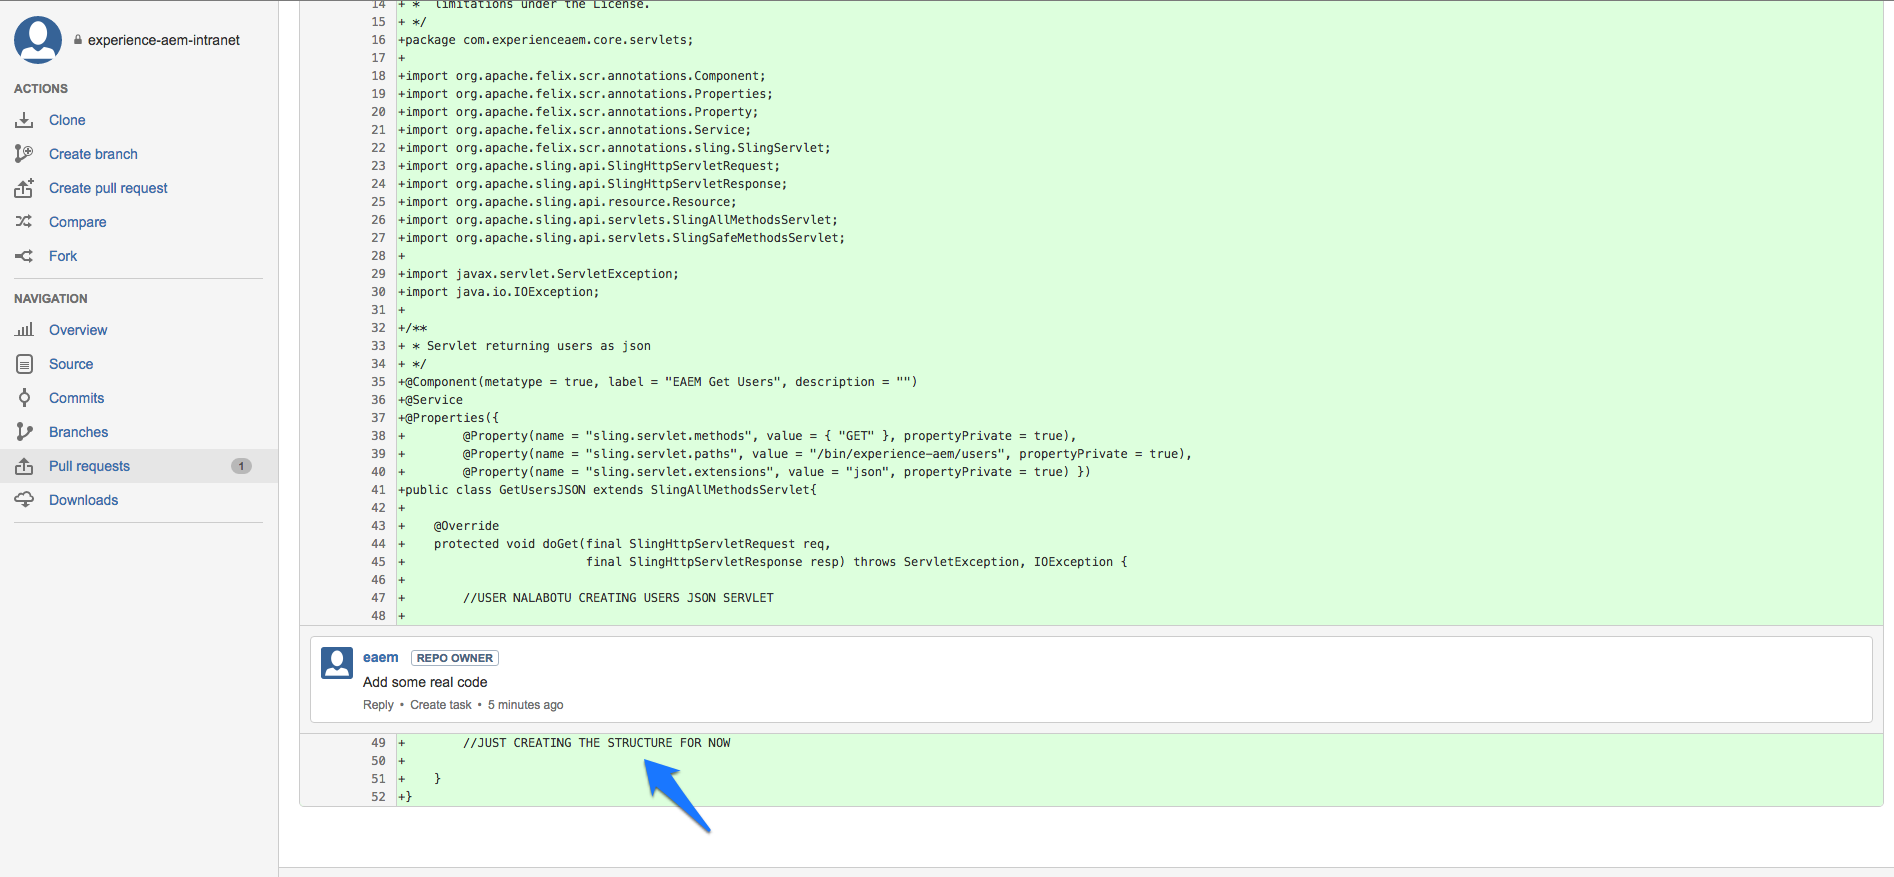 experience-aem-intranet
ACTIONS
Clone
Create branch
Create pull request
Compare
Fork
NAVIGATION
Overview
Source
Commits
Branches
Pull requests 1
Downloads
14 + *  limitations under the License.
15 + */
16 +package com.experienceaem.core.servlets;
17 +
18 +import org.apache.felix.scr.annotations.Component;
19 +import org.apache.felix.scr.annotations.Properties;
20 +import org.apache.felix.scr.annotations.Property;
21 +import org.apache.felix.scr.annotations.Service;
22 +import org.apache.felix.scr.annotations.sling.SlingServlet;
23 +import org.apache.sling.api.SlingHttpServletRequest;
24 +import org.apache.sling.api.SlingHttpServletResponse;
25 +import org.apache.sling.api.resource.Resource;
26 +import org.apache.sling.api.servlets.SlingAllMethodsServlet;
27 +import org.apache.sling.api.servlets.SlingSafeMethodsServlet;
28 +
29 +import javax.servlet.ServletException;
30 +import java.io.IOException;
31 +
32 +/**
33 + * Servlet returning users as json
34 + */
35 +@Component(metatype = true, label = "EAEM Get Users", description = "")
36 +@Service
37 +@Properties({
38 +        @Property(name = "sling.servlet.methods", value = { "GET" }, propertyPrivate = true),
39 +        @Property(name = "sling.servlet.paths", value = "/bin/experience-aem/users", propertyPrivate = true),
40 +        @Property(name = "sling.servlet.extensions", value = "json", propertyPrivate = true) })
41 +public class GetUsersJSON extends SlingAllMethodsServlet{
42 +
43 +    @Override
44 +    protected void doGet(final SlingHttpServletRequest req,
45 +                         final SlingHttpServletResponse resp) throws ServletException, IOException {
46 +
47 +        //USER NALABOTU CREATING USERS JSON SERVLET
48 +
eaem REPO OWNER
Add some real code
Reply • Create task • 5 minutes ago
49 +        //JUST CREATING THE STRUCTURE FOR NOW
50 +
51 +    }
52 +}